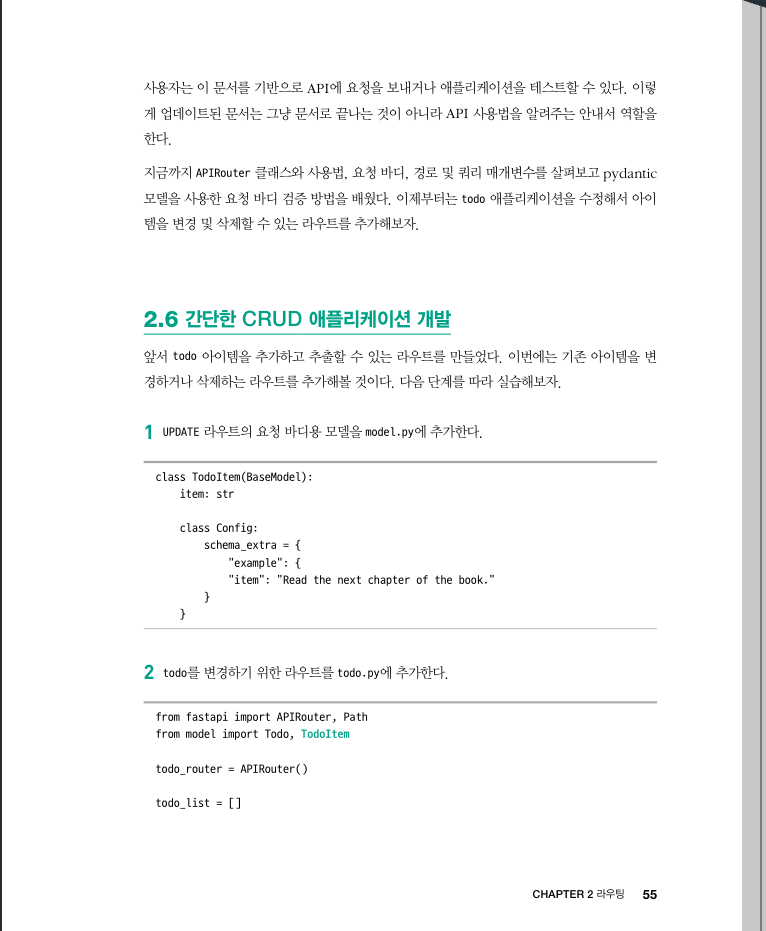 사용자는 이 문서를 기반으로 API에 요청을 보내거나 애플리케이션을 테스트할 수 있다. 이렇
게 업데이트된 문서는 그냥 문서로 끝나는 것이 아니라 API 사용법을 알려주는 안내서 역할을
한다.
지금까지 APIRouter 클래스와 사용법, 요청 바디, 경로 및 쿼리 매개변수를 살펴보고 pydantic
모델을 사용한 요청 바디 검증 방법을 배웠다. 이제부터는 todo 애플리케이션을 수정해서 아이
템을 변경 및 삭제할 수 있는 라우트를 추가해보자.
2.6 간단한 CRUD 애플리케이션 개발
앞서 todo 아이템을 추가하고 추출할 수 있는 라우트를 만들었다. 이번에는 기존 아이템을 변
경하거나 삭제하는 라우트를 추가해볼 것이다. 다음 단계를 따라 실습해보자.
1 UPDATE 라우트의 요청 바디용 모델을 model.py에 추가한다.
class TodoItem(BaseModel):
    item: str
    class Config:
        schema_extra = {
            "example": {
            "item": "Read the next chapter of the book."
        }
    }
2 todo를 변경하기 위한 라우트를 todo.py에 추가한다.
from fastapi import APIRouter, Path
from model import Todo, TodoItem
todo_router = APIRouter()
todo_list = []
CHAPTER 2 라우팅 55